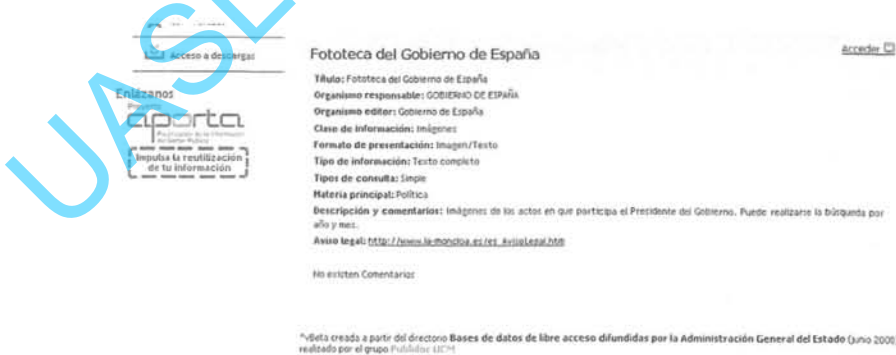 Acceso a descargas
Enlázanos
Proyecto
aporta
Impulsa la reutilización
de tu información
UASL
Fototeca del Gobierno de España
Acceder
Título: Fototeca del Gobierno de España
Organismo responsable: GOBIERNO DE ESPAÑA
Organismo editor: Gobierno de España
Clase de información: Imágenes
Formato de presentación: Imagen/Texto
Tipo de información: Texto completo
Tipos de consulta: Simple
Materia principal: Política
Descripción y comentarios: Imágenes de los actos en que participa el Presidente del Gobierno. Puede realizarse la búsqueda por
año y mes.
Aviso legal: http://www.la-moncloa.es/es_AvisoLegal.htm
No existen Comentarios
Beta creada a partir del directorio Bases de datos de libre acceso difundidas por la Administración General del Estado (junio
realizado por el grupo Publidoc UCM